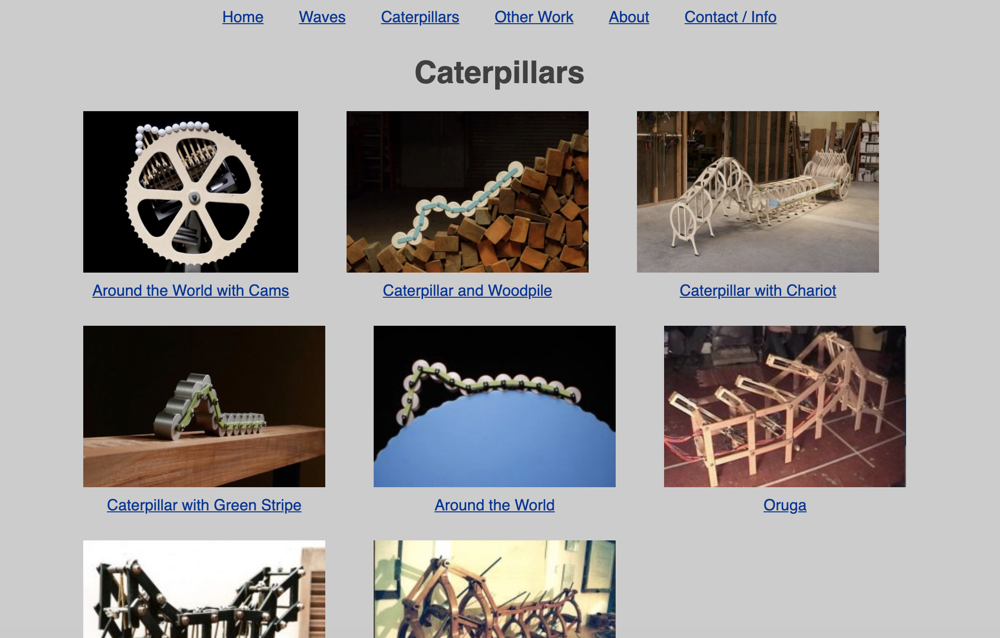 Home Waves Caterpillars Other Work About Contact / Info
Caterpillars
Around the World with Cams Caterpillar and Woodpile Caterpillar with Chariot
Caterpillar with Green Stripe Around the World Oruga